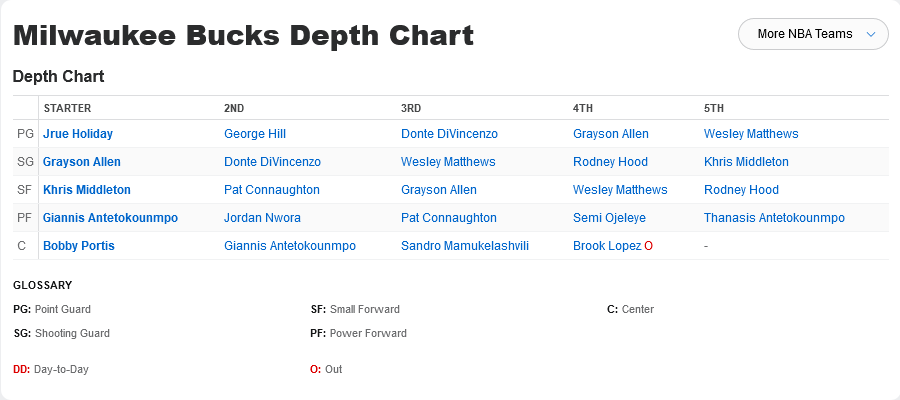 Milwaukee Bucks Depth Chart
More NBA Teams
Depth Chart
STARTER 2ND 3RD 4TH 5TH
PG Jrue Holiday George Hill Donte DiVincenzo Grayson Allen Wesley Matthews
SG Grayson Allen Donte DiVincenzo Wesley Matthews Rodney Hood Khris Middleton
SF Khris Middleton Pat Connaughton Grayson Allen Wesley Matthews Rodney Hood
PF Giannis Antetokounmpo Jordan Nwora Pat Connaughton Semi Ojeleye Thanasis Antetokounmpo
C Bobby Portis Giannis Antetokounmpo Sandro Mamukelashvili Brook Lopez O -
GLOSSARY
PG: Point Guard SF: Small Forward C: Center
SG: Shooting Guard PF: Power Forward
DD: Day-to-Day O: Out